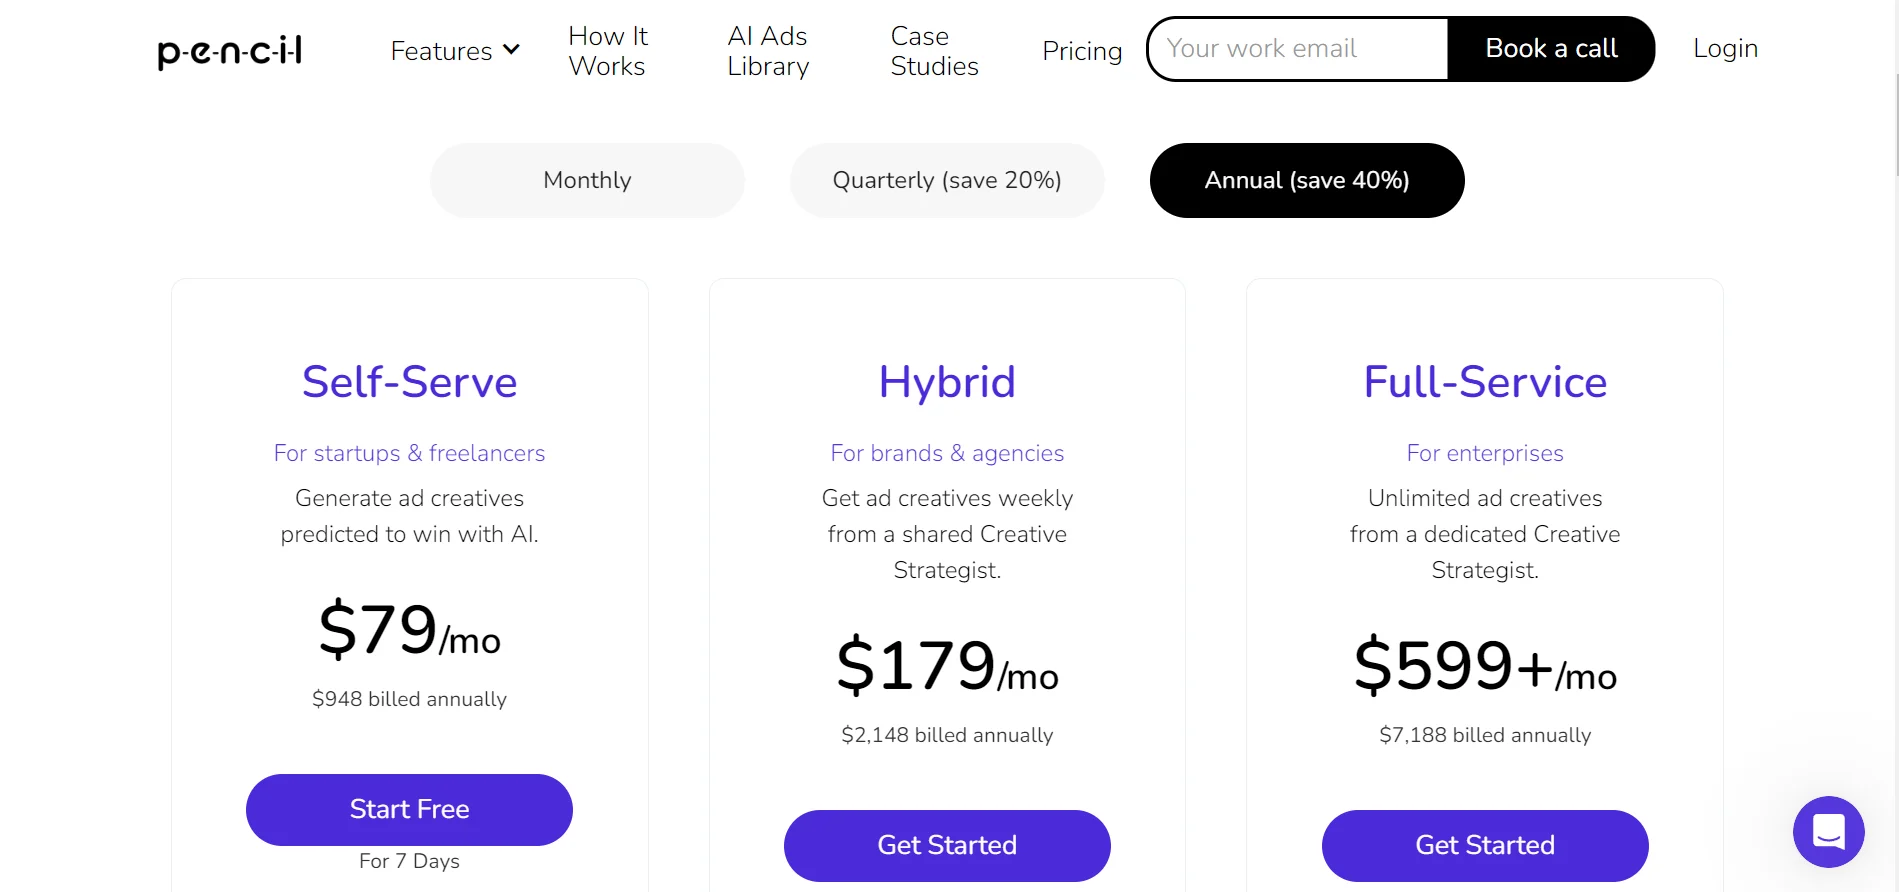 p-e-n-c-i-l
Features
How It
Works
AI Ads
Library
Case
Studies
Pricing
Your work email
Book a call
Login
Monthly
Quarterly (save 20%)
Annual (save 40%)
Self-Serve
For startups & freelancers
Generate ad creatives
predicted to win with AI.
$79/mo
$948 billed annually
Start Free
For 7 Days
Hybrid
For brands & agencies
Get ad creatives weekly
from a shared Creative
Strategist.
$179/mo
$2,148 billed annually
Get Started
Full-Service
For enterprises
Unlimited ad creatives
from a dedicated Creative
Strategist.
$599+/mo
$7,188 billed annually
Get Started